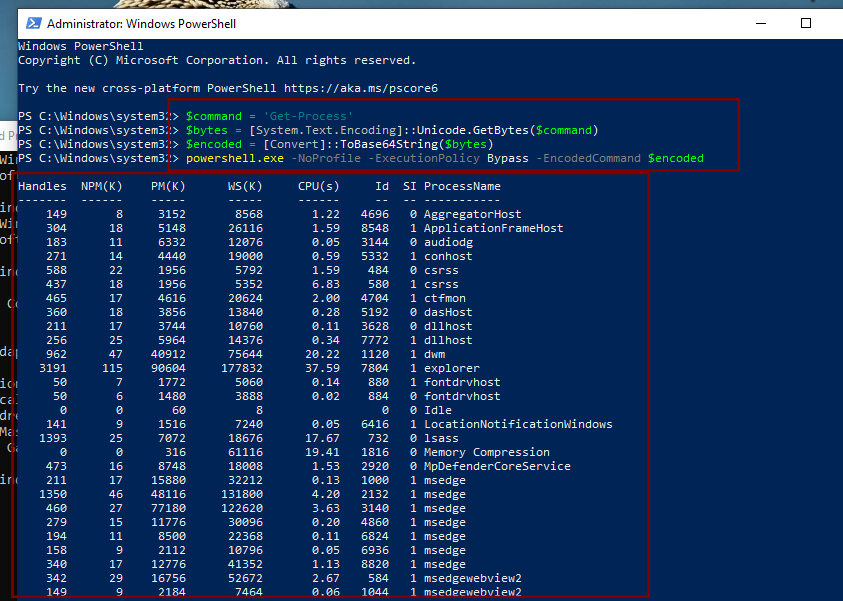 Administrator: Windows PowerShell
Windows PowerShell
Copyright (C) Microsoft Corporation. All rights reserved.
Try the new cross-platform PowerShell https://aka.ms/pscore6
PS C:\Windows\system32> $command = 'Get-Process'
PS C:\Windows\system32> $bytes = [System.Text.Encoding]::Unicode.GetBytes($command)
PS C:\Windows\system32> $encoded = [Convert]::ToBase64String($bytes)
PS C:\Windows\system32> powershell.exe -NoProfile -ExecutionPolicy Bypass -EncodedCommand $encoded
Handles  NPM(K)    PM(K)      WS(K)     CPU(s)     Id  SI ProcessName
-------  ------    -----      -----     ------     --  -- -----------
149       8     3152       8568       1.22   4696   0 AggregatorHost
304      18     5148      26116       1.59   8548   1 ApplicationFrameHost
183      11     6332      12076       0.05   3144   0 audiodg
271      14     4440      19000       0.59   5332   1 conhost
588      22     1956       5792       1.59    484   0 csrss
437      18     1956       5352       6.83    580   1 csrss
465      17     4616      20624       2.00   4704   1 ctfmon
360      18     3856      13840       0.28   5192   0 dasHost
211      17     3744      10760       0.11   3628   0 dllhost
256      25     5964      14376       0.34   7772   1 dllhost
962      47    40912      75644      20.22   1120   1 dwm
3191     115    90604     177832      37.59   7804   1 explorer
50       7     1772       5060       0.14    880   1 fontdrvhost
50       6     1480       3888       0.02    884   0 fontdrvhost
0       0       60          8                 0   0 Idle
141       9     1516       7240       0.05   6416   1 LocationNotificationWindows
1393      25     7072      18676      17.67    732   0 lsass
0       0      316      61116      19.41   1816   0 Memory Compression
473      16     8748      18008       1.53   2920   0 MpDefenderCoreService
211      17    15880      32212       0.13   1000   1 msedge
1350      46    48116     131800       4.20   2132   1 msedge
460      27    77180     122620       3.63   3140   1 msedge
279      15    11776      30096       0.20   4860   1 msedge
194      11     8500      22368       0.11   6824   1 msedge
158       9     2112      10796       0.05   6936   1 msedge
340      17    12776      41352       1.13   8820   1 msedge
342      29    16756      52672       2.67    584   1 msedgewebview2
149       9     2184       7464       0.06   1044   1 msedgewebview2